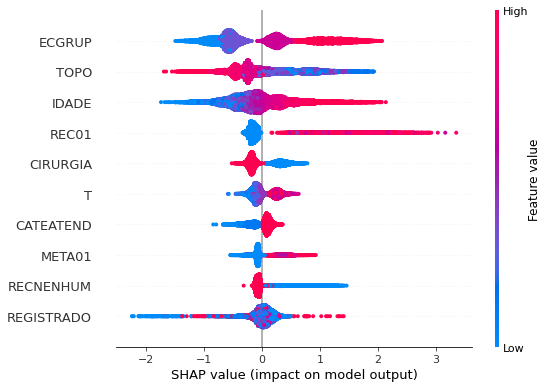 High
ECGRUP
TOPO
IDADE
REC01
CIRURGIA
T
CATEATEND
META01
RECNENHUM
REGISTRADO
Feature value
Low
−2 −1 0 1 2 3
SHAP value (impact on model output)